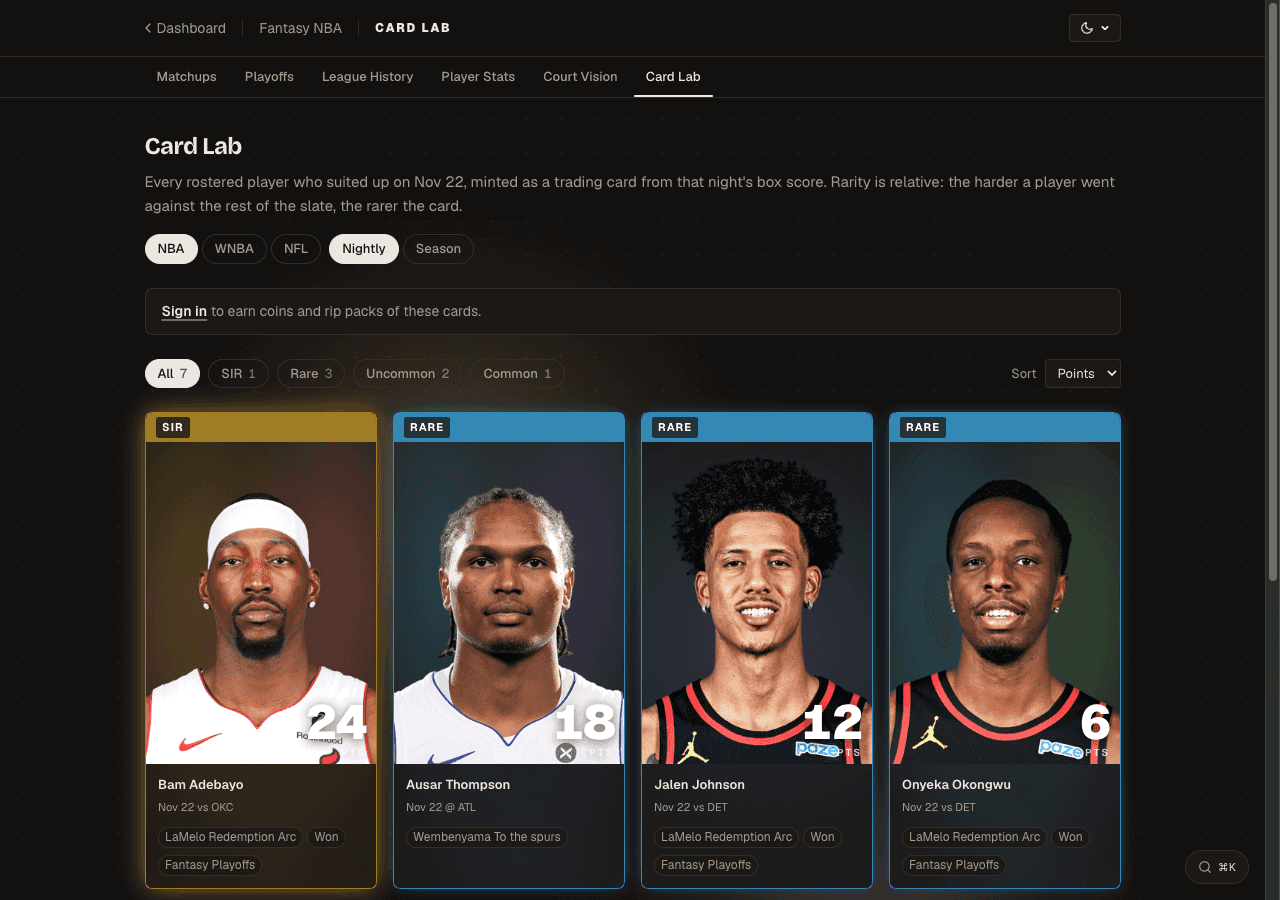 Dashboard Fantasy NBA CARD LAB
Matchups Playoffs League History Player Stats Court Vision Card Lab
Card Lab
Every rostered player who suited up on Nov 22, minted as a trading card from that night's box score. Rarity is relative: the harder a player went
against the rest of the slate, the rarer the card.
NBA WNBA NFL Nightly Season
Sign in to earn coins and rip packs of these cards.
All 7 SIR 1 Rare 3 Uncommon 2 Common 1 Sort Points
SIR
24
PTS
Bam Adebayo
Nov 22 vs OKC
LaMelo Redemption Arc Won
Fantasy Playoffs
RARE
18
PTS
Ausar Thompson
Nov 22 @ ATL
Wembenyama To the spurs
RARE
12
paze PTS
Jalen Johnson
Nov 22 vs DET
LaMelo Redemption Arc Won
Fantasy Playoffs
RARE
6
paze PTS
Onyeka Okongwu
Nov 22 vs DET
LaMelo Redemption Arc Won
Fantasy Playoffs
⌘K